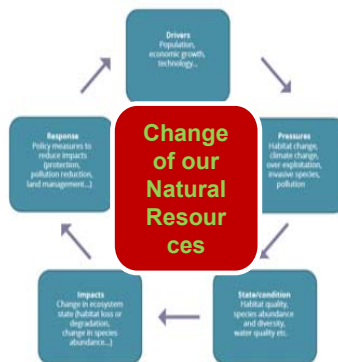 Drivers
Population,
economic growth,
technology...
Pressures
Habitat change,
climate change,
over exploitation,
invasive species,
pollution
State/condition
Habitat quality,
species abundance
and diversity,
water quality etc.
Impacts
Change in ecosystem
state (habitat loss or
degradation,
change in species
abundance...)
Response
Policy measures to
reduce impacts
(protection,
pollution reduction,
land management...)
Change
of our
Natural
Resour
ces